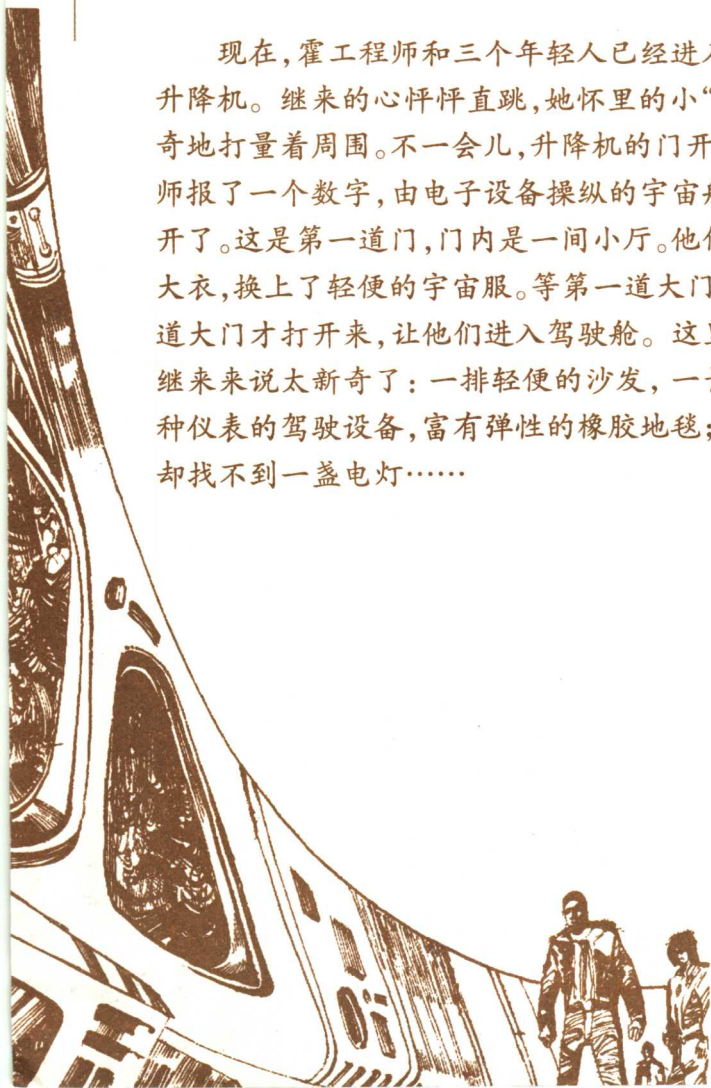 现在,霍工程师和三个年轻人已经进入
升降机。继来的心怦怦直跳,她怀里的小“
奇地打量着周围。不一会儿,升降机的门开
师报了一个数字,由电子设备操纵的宇宙舟
开了。这是第一道门,门内是一间小厅。他
大衣,换上了轻便的宇宙服。等第一道大门
道大门才打开来,让他们进入驾驶舱。这
继来来说太新奇了:一排轻便的沙发,一
种仪表的驾驶设备,富有弹性的橡胶地毯;
却找不到一盏电灯……